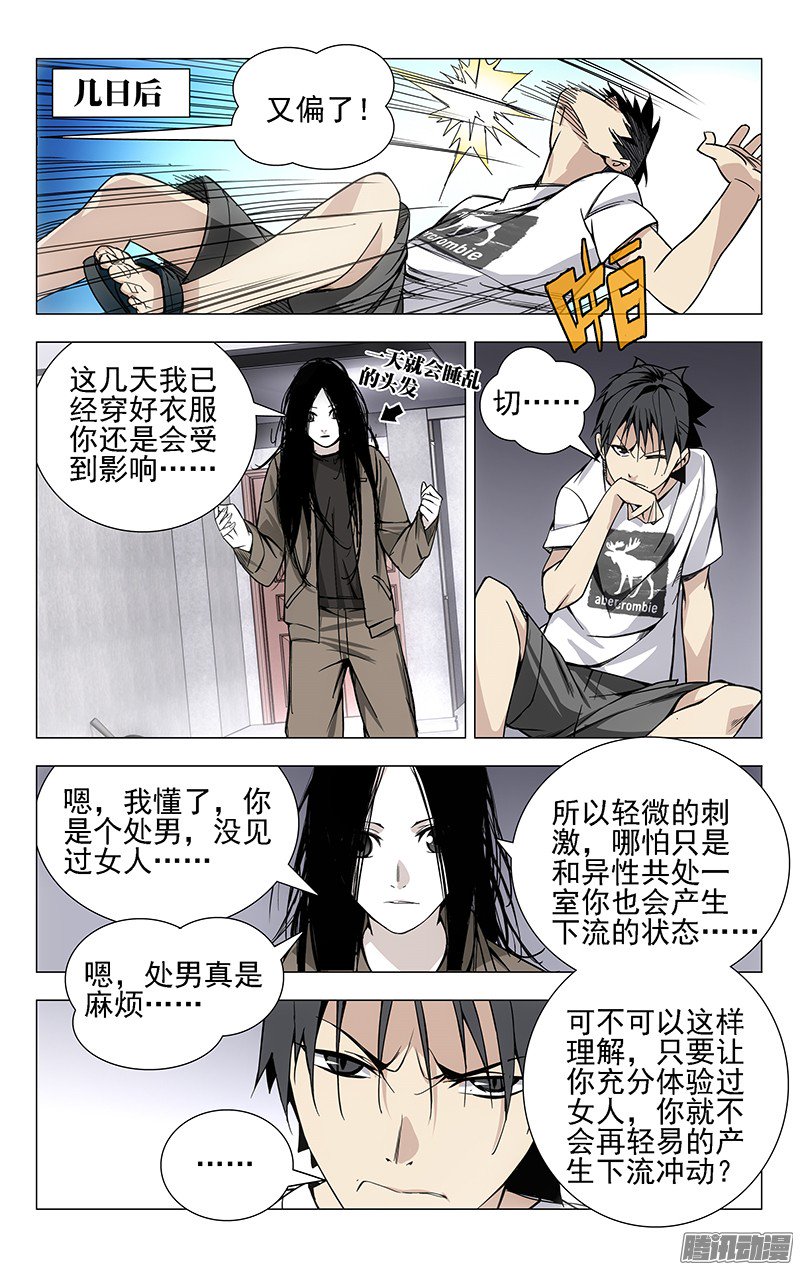 几日后
又偏了！
abercrombie
啃
这几天我已
经穿好衣服
你还是会受
到影响……
一天就会睡乱
的头发
切……
abercrombie
嗯，我懂了，你
是个处男，没见
过女人……
所以轻微的刺
激，哪怕只是
和异性共处一
室你也会产生
下流的状态……
嗯，处男真是
麻烦……
可不可以这样
理解，只要让
你充分体验过
女人，你就不
会再轻易的产
生下流冲动？
……
腾讯动漫